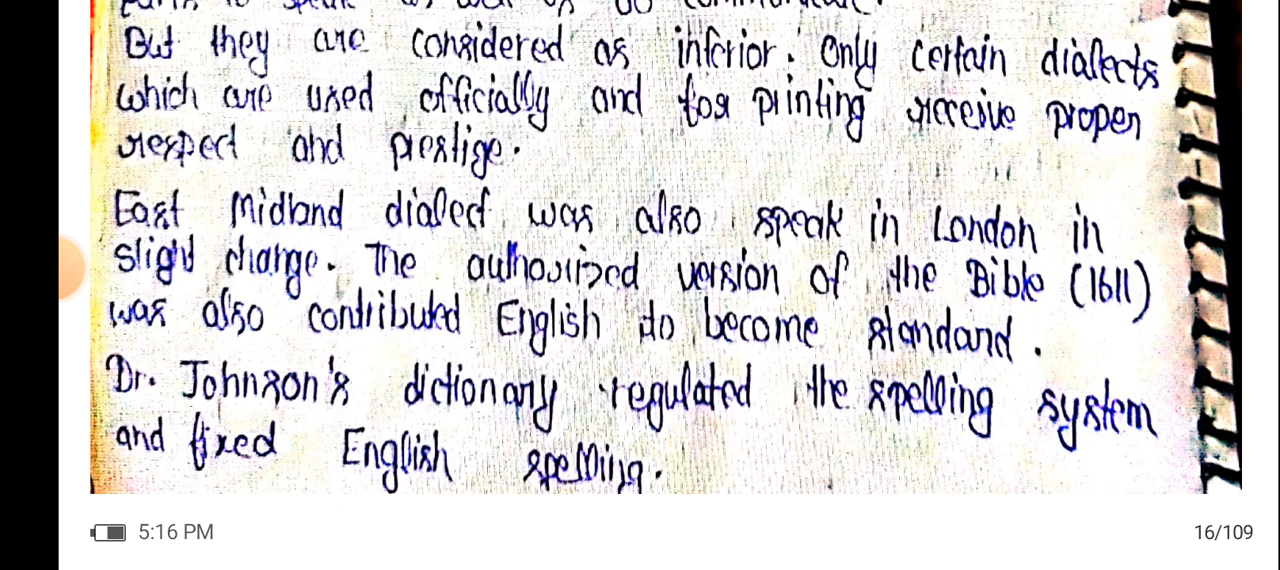 But they are considered as inferior. Only certain dialects
which are used officially and for printing receive proper
respect and prestige.
East Midland dialect was also speak in London in
slight change. The authorized version of the Bible (1611)
was also contributed English to become standard.
Dr. Johnson's dictionary regulated the spelling system
and fixed English spelling.
5:16 PM
16/109